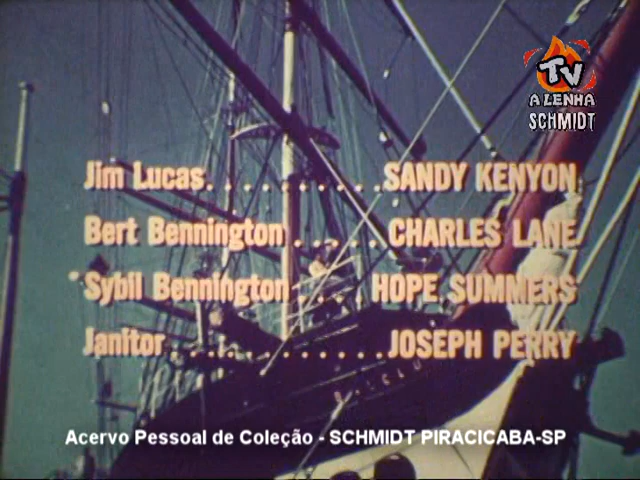 TV
A LENHA
SCHMIDT
Jim Lucas..........SANDY KENYON
Bert Bennington.....CHARLES LANE
Sybil Bennington....HOPE SUMMERS
Janitor.............JOSEPH PERRY
Acervo Pessoal de Coleção - SCHMIDT PIRACICABA-SP